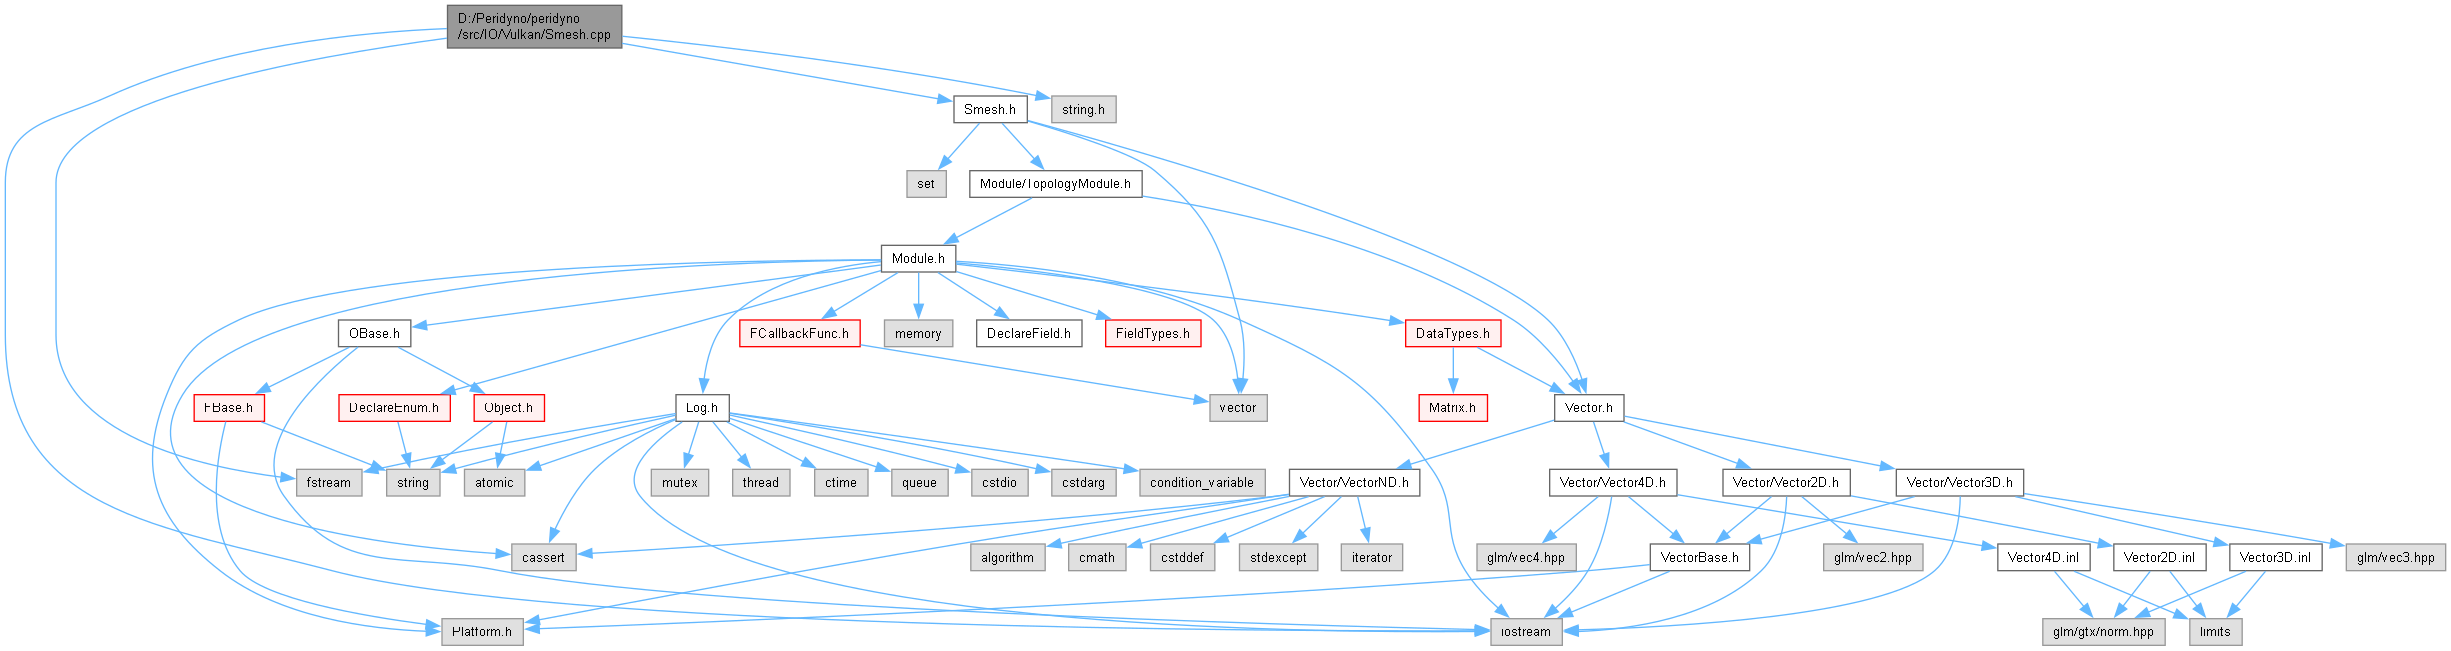 D:/Peridyno/peridyno
/src/IO/Vulkan/Smesh.cpp
Smesh.h
string.h
set
Module/TopologyModule.h
Module.h
OBase.h
FCallbackFunc.h
memory
DeclareField.h
FieldTypes.h
DataTypes.h
FBase.h
DeclareEnum.h
Object.h
Log.h
vector
Matrix.h
Vector.h
fstream
string
atomic
mutex
thread
ctime
queue
cstdio
cstdarg
condition_variable
Vector/VectorND.h
Vector/Vector4D.h
Vector/Vector2D.h
Vector/Vector3D.h
cassert
algorithm
cmath
cstddef
stdexcept
iterator
glm/vec4.hpp
VectorBase.h
glm/vec2.hpp
Vector4D.inl
Vector2D.inl
Vector3D.inl
glm/vec3.hpp
Platform.h
iostream
glm/gtx/norm.hpp
limits